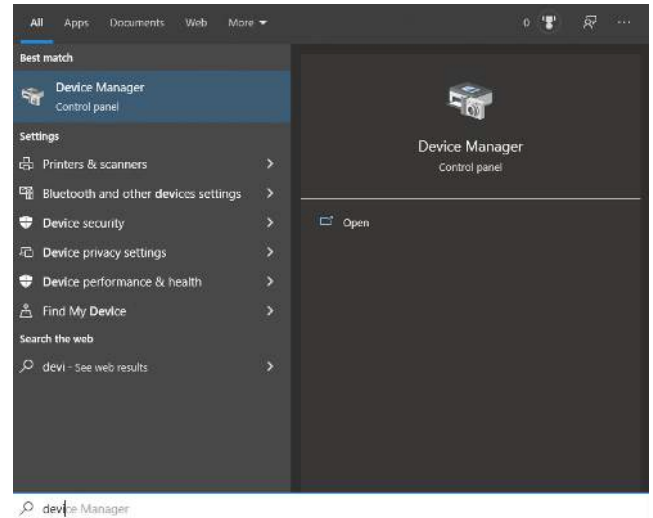 All Apps Documents Web More
0
Best match
Device Manager
Control panel
Settings
Printers & scanners
Bluetooth and other devices settings
Device security
Device privacy settings
Device performance & health
Find My Device
Search the web
devi - See web results
Device Manager
Control panel
Open
device Manager